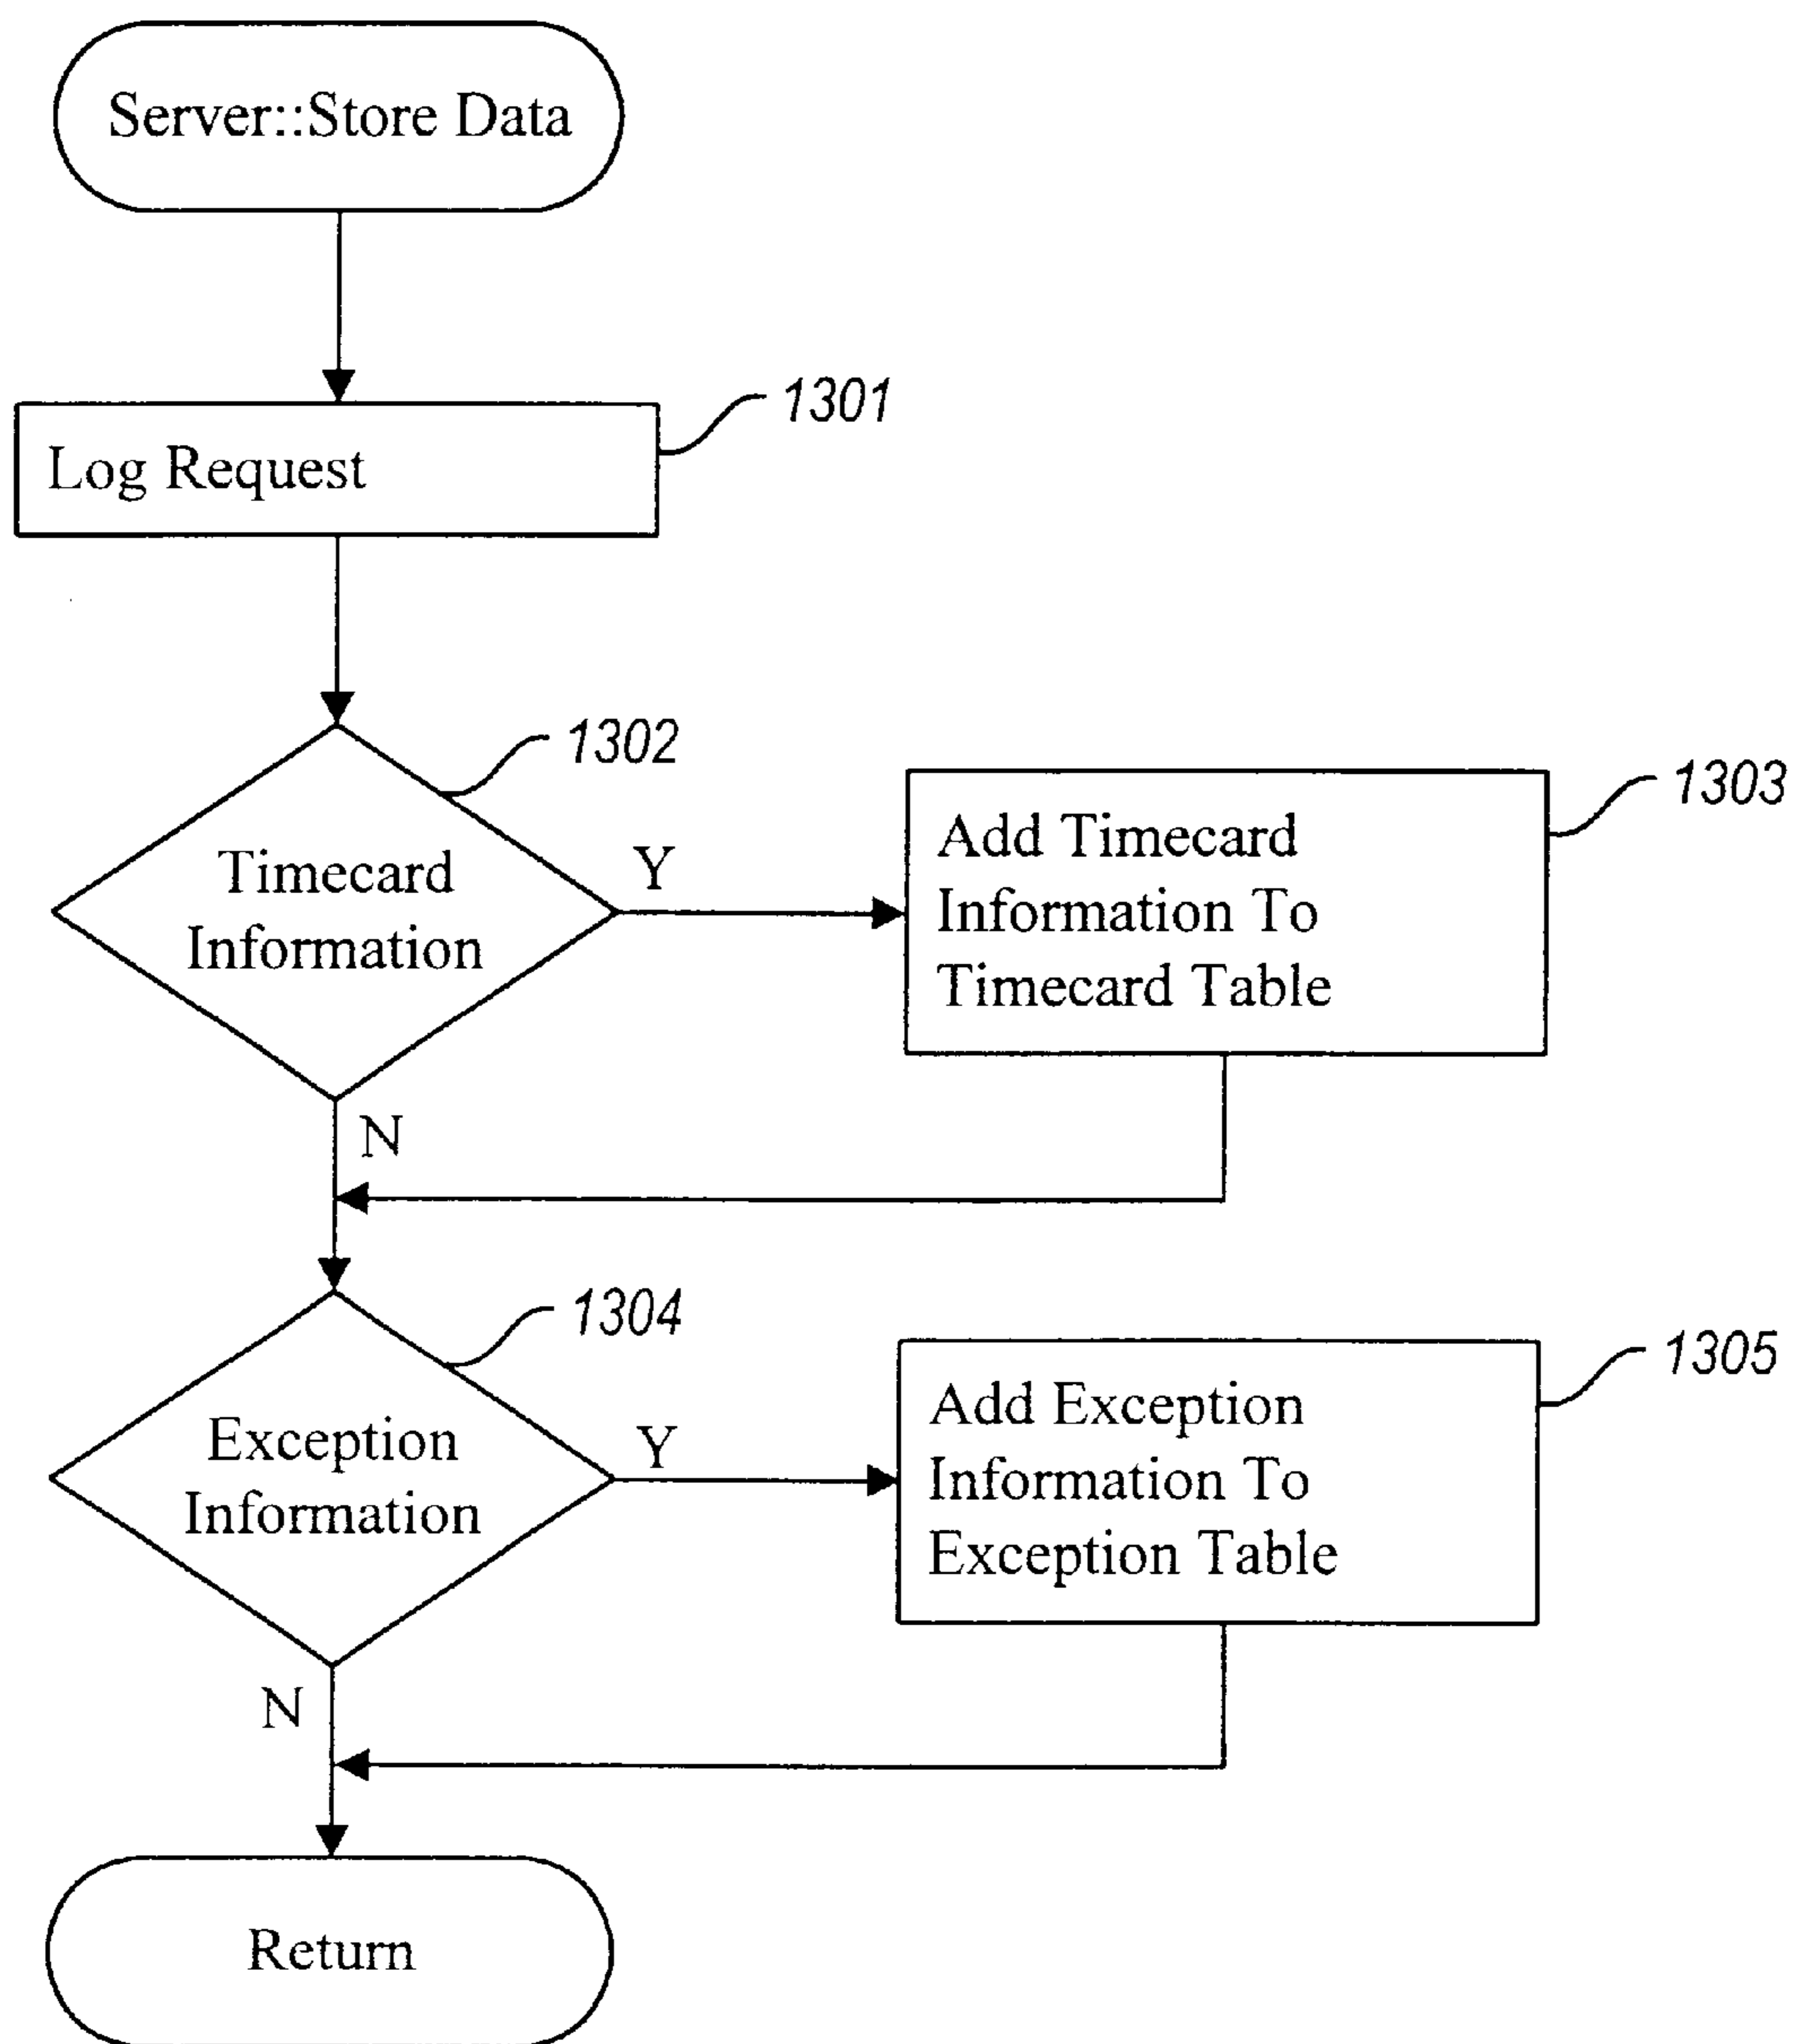 Server::Store Data
1301
Log Request
1302
Timecard
Information
Y
N
1303
Add Timecard
Information To
Timecard Table
1304
Exception
Information
Y
N
1305
Add Exception
Information To
Exception Table
Return